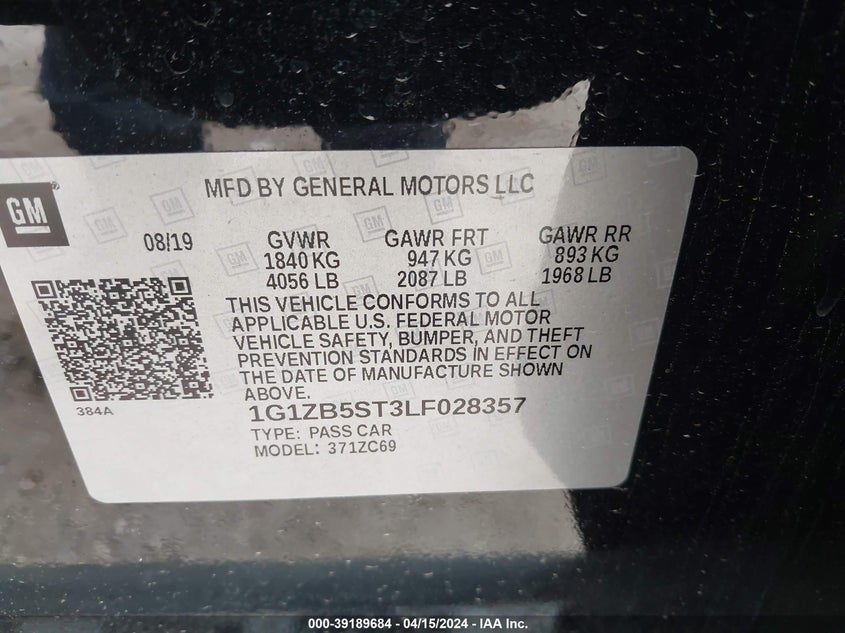 MFD BY GENERAL MOTORS LLC
GM
08/19 GVWR GAWR FRT GAWR RR
1840 KG 947 KG 893 KG
4056 LB 2087 LB 1968 LB
THIS VEHICLE CONFORMS TO ALL
APPLICABLE U.S. FEDERAL MOTOR
VEHICLE SAFETY, BUMPER, AND THEFT
PREVENTION STANDARDS IN EFFECT ON
THE DATE OF MANUFACTURE SHOWN
ABOVE.
384A
1G1ZB5ST3LF028357
TYPE: PASS CAR
MODEL: 371ZC69
000-39189684 - 04/15/2024 - IAA Inc.